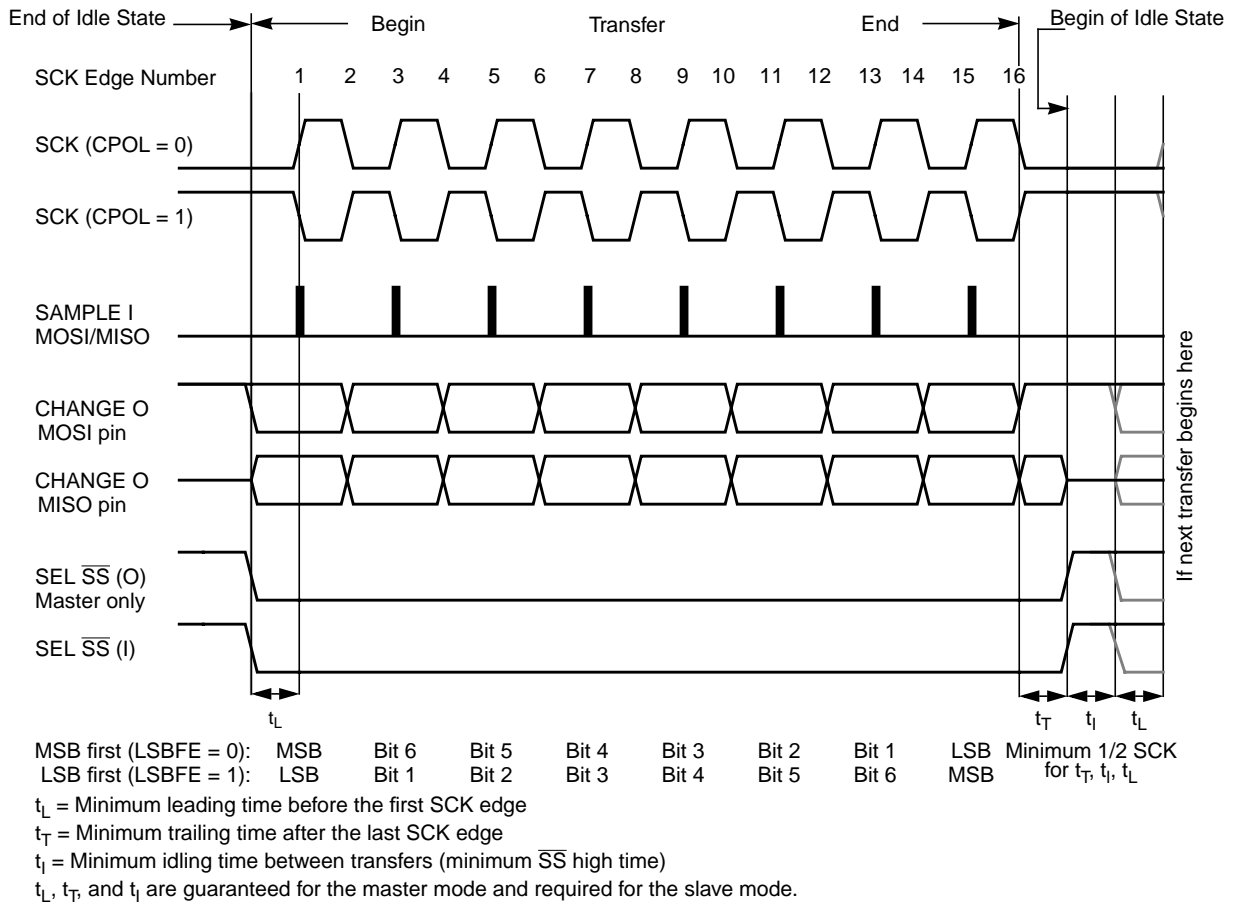 End of Idle State
Begin
Transfer
End
Begin of Idle State
SCK Edge Number
1 2 3 4 5 6 7 8 9 10 11 12 13 14 15 16
SCK (CPOL = 0)
SCK (CPOL = 1)
SAMPLE I
MOSI/MISO
CHANGE O
MOSI pin
CHANGE O
MISO pin
SEL S̅S̅ (O)
Master only
SEL S̅S̅ (I)
If next transfer begins here
tL
tT tI tL
MSB first (LSBFE = 0): MSB Bit 6 Bit 5 Bit 4 Bit 3 Bit 2 Bit 1 LSB
LSB first (LSBFE = 1): LSB Bit 1 Bit 2 Bit 3 Bit 4 Bit 5 Bit 6 MSB
Minimum 1/2 SCK
for tT, tI, tL
tL = Minimum leading time before the first SCK edge
tT = Minimum trailing time after the last SCK edge
tI = Minimum idling time between transfers (minimum S̅S̅ high time)
tL, tT, and tI are guaranteed for the master mode and required for the slave mode.